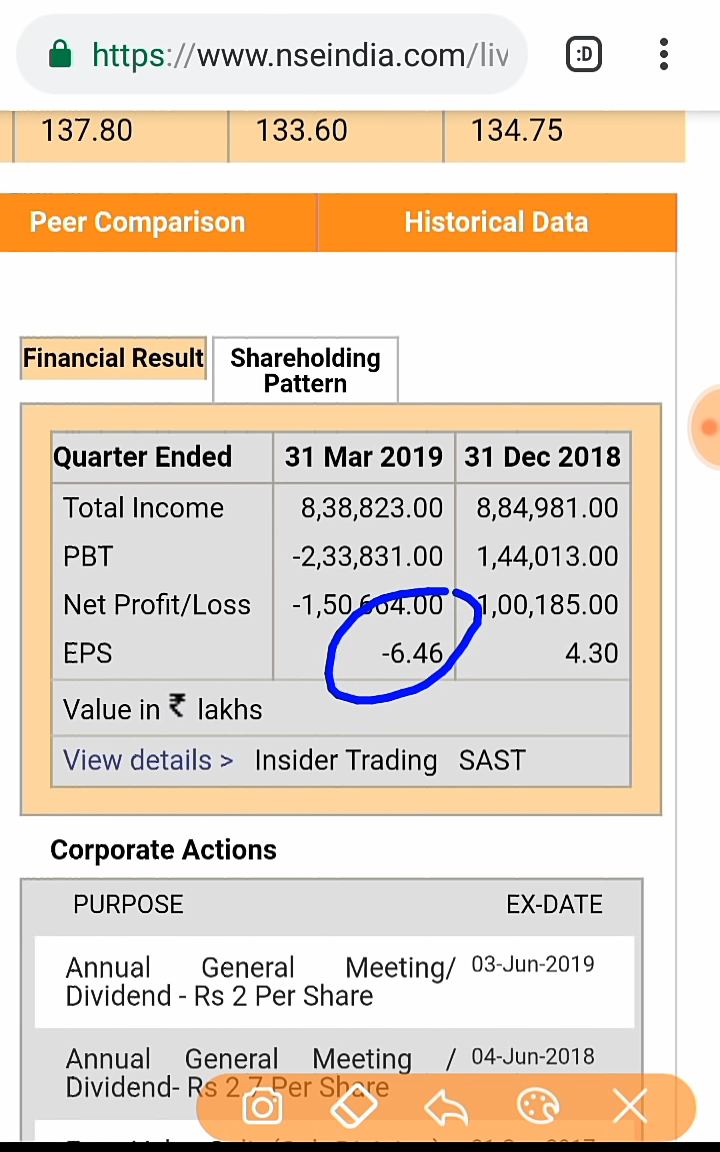 https://www.nseindia.com/liv
:D
137.80 133.60 134.75
Peer Comparison Historical Data
Financial Result Shareholding
Pattern
Quarter Ended 31 Mar 2019 31 Dec 2018
Total Income 8,38,823.00 8,84,981.00
PBT -2,33,831.00 1,44,013.00
Net Profit/Loss -1,50,664.00 1,00,185.00
EPS -6.46 4.30
Value in ₹ lakhs
View details > Insider Trading SAST
Corporate Actions
PURPOSE EX-DATE
Annual General Meeting/ 03-Jun-2019
Dividend - Rs 2 Per Share
Annual General Meeting / 04-Jun-2018
Dividend- Rs 2.7 Per Share